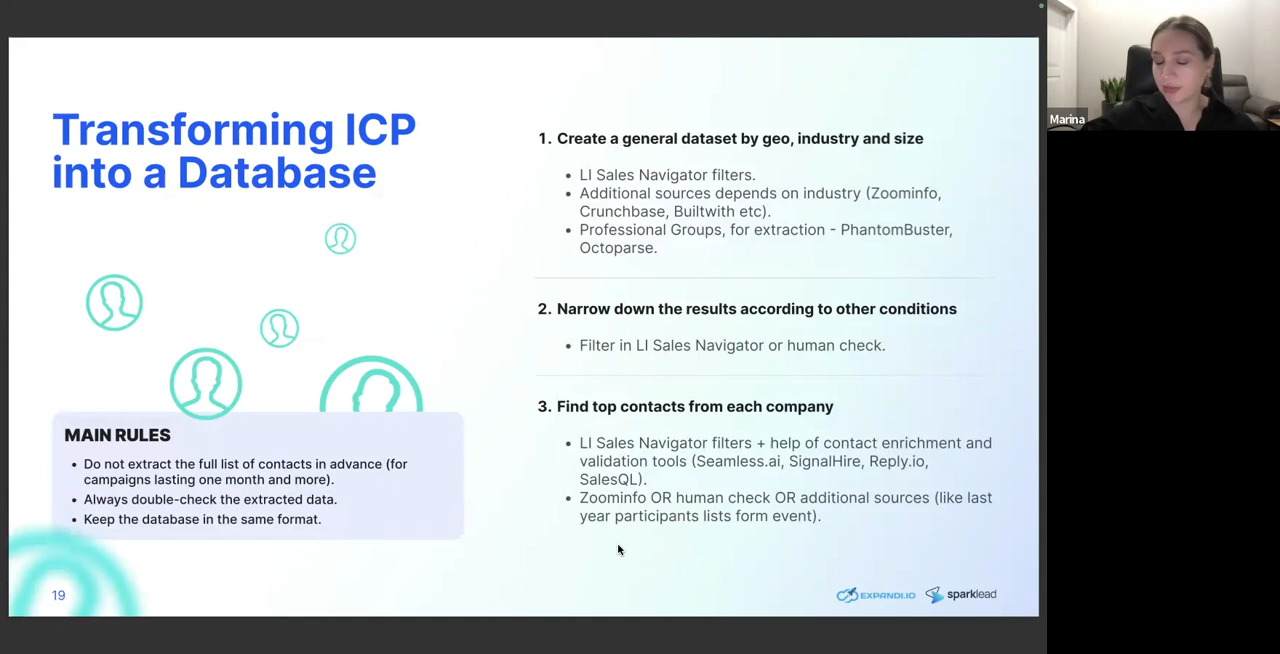 Transforming ICP
into a Database
MAIN RULES
• Do not extract the full list of contacts in advance (for
campaigns lasting one month and more).
• Always double-check the extracted data.
• Keep the database in the same format.
19
1. Create a general dataset by geo, industry and size
• LI Sales Navigator filters.
• Additional sources depends on industry (Zoominfo,
Crunchbase, Builtwith etc).
• Professional Groups, for extraction - PhantomBuster,
Octoparse.
2. Narrow down the results according to other conditions
• Filter in LI Sales Navigator or human check.
3. Find top contacts from each company
• LI Sales Navigator filters + help of contact enrichment and
validation tools (Seamless.ai, SignalHire, Reply.io,
SalesQL).
• Zoominfo OR human check OR additional sources (like last
year participants lists form event).
EXPANDI.IO
sparklead
Marina